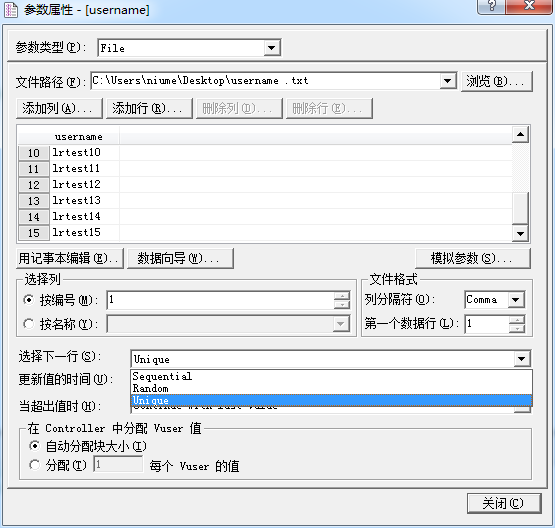 参数属性 - [username]
参数类型(P): File
文件路径(F): C:\Users\niume\Desktop\username .txt 浏览(B)...
添加列(A)... 添加行(R)... 删除列(D)... 删除行(E)...
username
10 lrtest10
11 lrtest11
12 lrtest12
13 lrtest13
14 lrtest14
15 lrtest15
用记事本编辑(E).. 数据向导(W)... 模拟参数(S)...
选择列 文件格式
按编号(M): 1 列分隔符(O): Comma
按名称(Y): 第一个数据行(L): 1
选择下一行(S): Unique
更新值的时间(U): Sequential
Random
Unique
当超出值时(H): Continue with last value
在 Controller 中分配 Vuser 值
自动分配块大小(I)
分配(T) 1 每个 Vuser 的值
关闭(C)